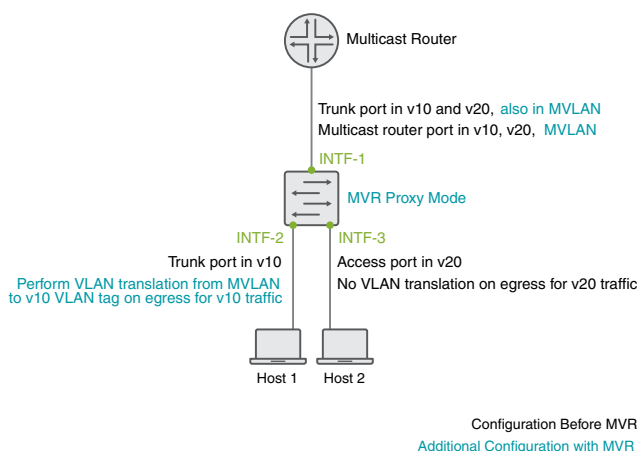 Multicast Router
Trunk port in v10 and v20, also in MVLAN
Multicast router port in v10, v20, MVLAN
INTF-1
MVR Proxy Mode
INTF-2
INTF-3
Trunk port in v10
Perform VLAN translation from MVLAN
to v10 VLAN tag on egress for v10 traffic
Access port in v20
No VLAN translation on egress for v20 traffic
Host 1
Host 2
Configuration Before MVR
Additional Configuration with MVR